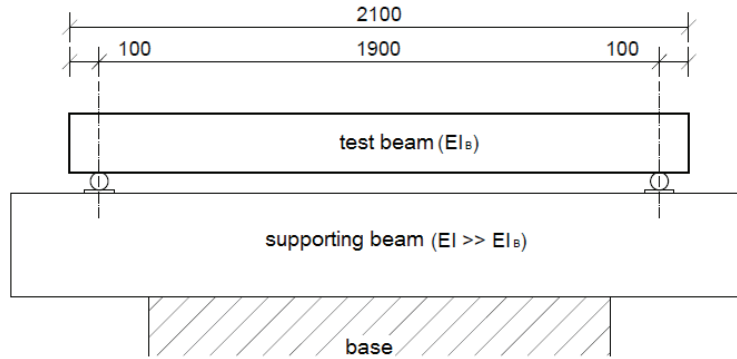 2100
100 1900 100
test beam (EIB)
supporting beam (EI >> EIB)
base